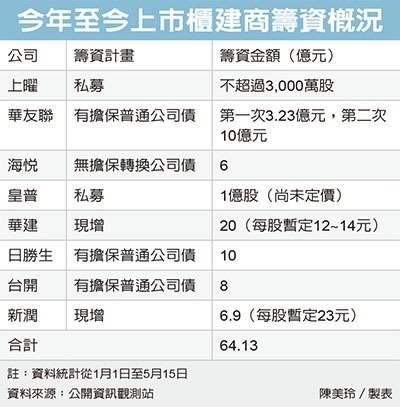 今年至今上市櫃建商籌資概況
公司 籌資計畫 籌資金額（億元）
上曜 私募 不超過3,000萬股
華友聯 有擔保普通公司債 第一次3.23億元，第二次
10億元
海悅 無擔保轉換公司債 6
皇普 私募 1億股（尚未定價）
華建 現增 20（每股暫定12~14元）
日勝生 有擔保普通公司債 10
台開 有擔保普通公司債 8
新潤 現增 6.9（每股暫定23元）
合計 64.13
註：資料統計從1月1日至5月15日
資料來源：公開資訊觀測站 陳美玲／製表